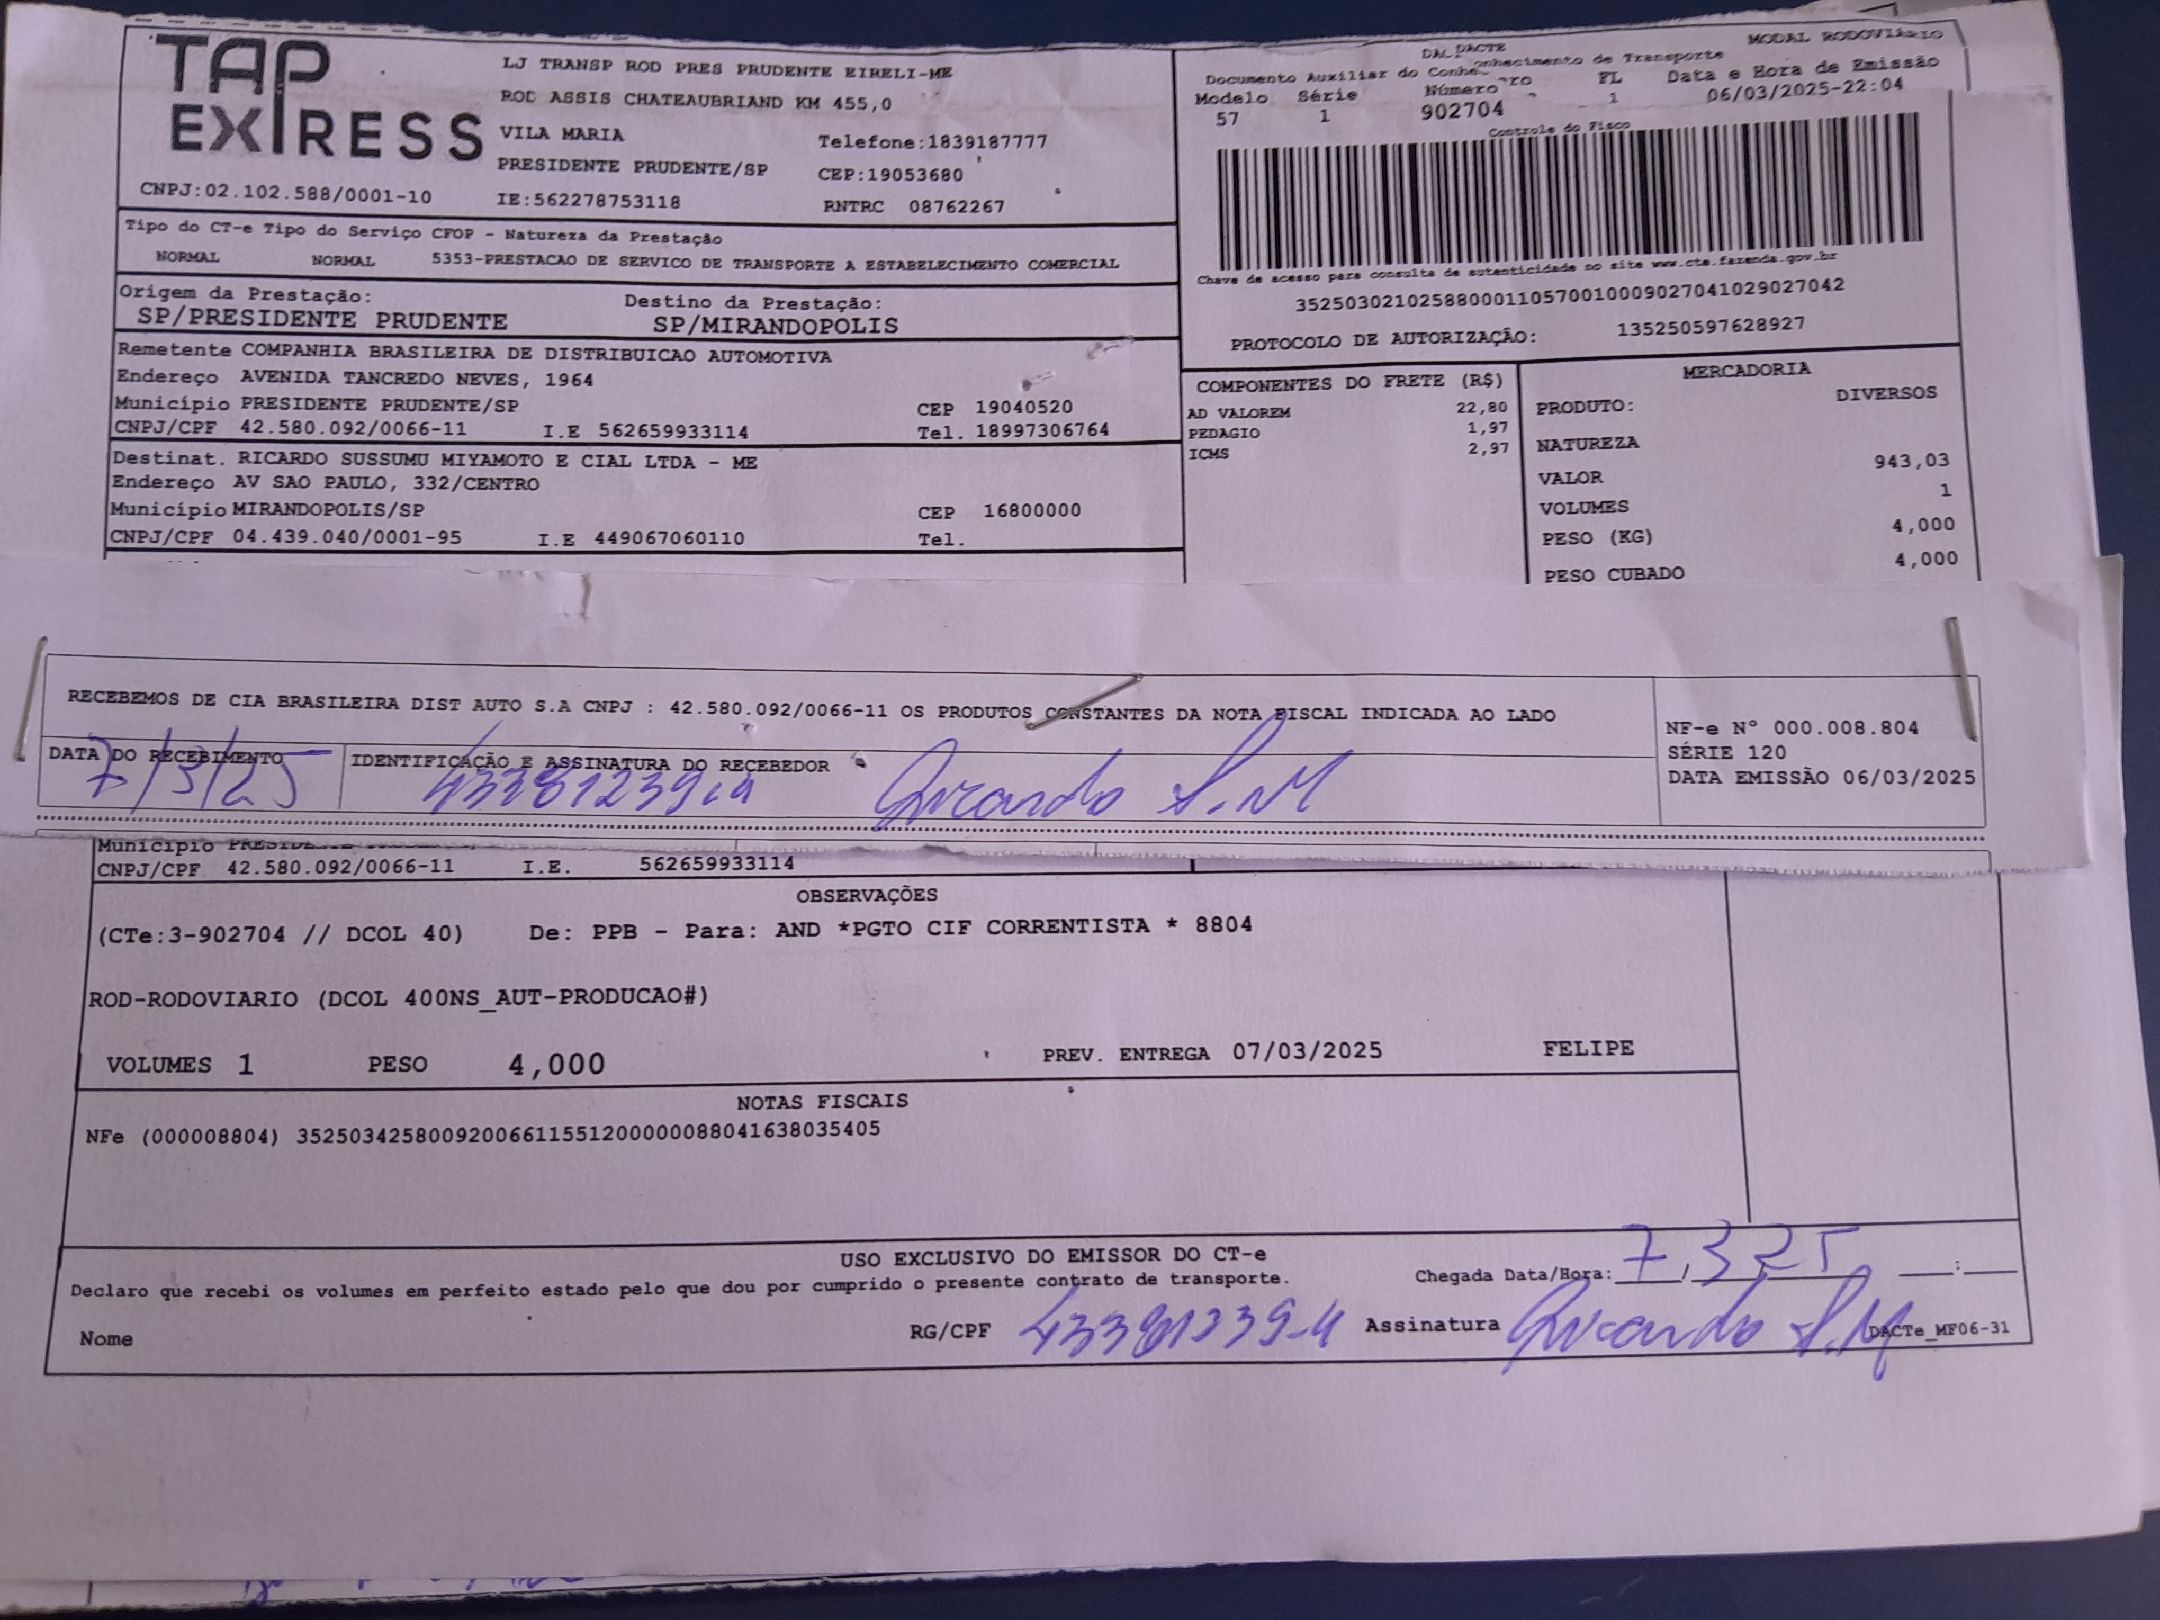 TAP
EXPRESS
LJ TRANSP ROD PRES PRUDENTE EIRELI-ME
ROD ASSIS CHATEAUBRIAND KM 455,0
VILA MARIA Telefone:1839187777
PRESIDENTE PRUDENTE/SP CEP:19053680
CNPJ:02.102.588/0001-10 IE:562278753118 RNTRC 08762267
DACTE MODAL RODOVIÁRIO
Documento Auxiliar do Conhecimento de Transporte
Modelo Série Número FL Data e Hora de Emissão
57 1 902704 1 06/03/2025-22:04
Controle do Fisco
Chave de acesso para consulta de autenticidade no site www.cte.fazenda.gov.br
35250302102588000110570010009027041029027042
PROTOCOLO DE AUTORIZAÇÃO: 135250597628927
Tipo do CT-e Tipo do Serviço CFOP - Natureza da Prestação
NORMAL NORMAL 5353-PRESTACAO DE SERVICO DE TRANSPORTE A ESTABELECIMENTO COMERCIAL
Origem da Prestação: Destino da Prestação:
SP/PRESIDENTE PRUDENTE SP/MIRANDOPOLIS
Remetente COMPANHIA BRASILEIRA DE DISTRIBUICAO AUTOMOTIVA
Endereço AVENIDA TANCREDO NEVES, 1964
Município PRESIDENTE PRUDENTE/SP CEP 19040520
CNPJ/CPF 42.580.092/0066-11 I.E 562659933114 Tel. 18997306764
Destinat. RICARDO SUSSUMU MIYAMOTO E CIAL LTDA - ME
Endereço AV SAO PAULO, 332/CENTRO
Município MIRANDOPOLIS/SP CEP 16800000
CNPJ/CPF 04.439.040/0001-95 I.E 449067060110 Tel.
COMPONENTES DO FRETE (R$)
AD VALOREM 22,80
PEDAGIO 1,97
ICMS 2,97
MERCADORIA
PRODUTO: DIVERSOS
NATUREZA
VALOR 943,03
VOLUMES 1
PESO (KG) 4,000
PESO CUBADO 4,000
RECEBEMOS DE CIA BRASILEIRA DIST AUTO S.A CNPJ : 42.580.092/0066-11 OS PRODUTOS CONSTANTES DA NOTA FISCAL INDICADA AO LADO
DATA DO RECEBIMENTO IDENTIFICAÇÃO E ASSINATURA DO RECEBEDOR
7/3/25 Ricardo S.M
NF-e Nº 000.008.804
SÉRIE 120
DATA EMISSÃO 06/03/2025
Município
CNPJ/CPF 42.580.092/0066-11 I.E. 562659933114
OBSERVAÇÕES
(CTe:3-902704 // DCOL 40) De: PPB - Para: AND *PGTO CIF CORRENTISTA * 8804
ROD-RODOVIARIO (DCOL 400NS_AUT-PRODUCAO#)
VOLUMES 1 PESO 4,000 PREV. ENTREGA 07/03/2025 FELIPE
NOTAS FISCAIS
NFe (000008804) 35250342580092006611551200000088041638035405
USO EXCLUSIVO DO EMISSOR DO CT-e
Declaro que recebi os volumes em perfeito estado pelo que dou por cumprido o presente contrato de transporte. Chegada Data/Hora: 7/3/25 :
Nome RG/CPF Assinatura Ricardo S.M DACTe_MF06-31